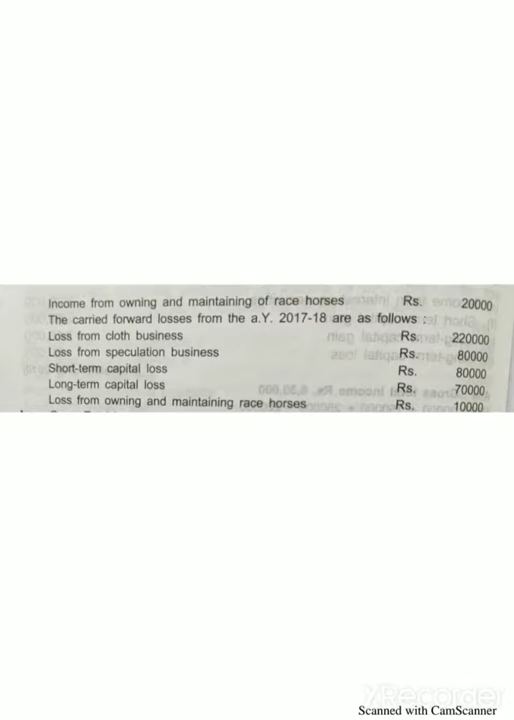 Income from owning and maintaining of race horses Rs. 20000
The carried forward losses from the a.Y. 2017-18 are as follows :
Loss from cloth business Rs. 220000
Loss from speculation business Rs. 80000
Short-term capital loss Rs. 80000
Long-term capital loss Rs. 70000
Loss from owning and maintaining race horses Rs. 10000
XRecorder
Scanned with CamScanner